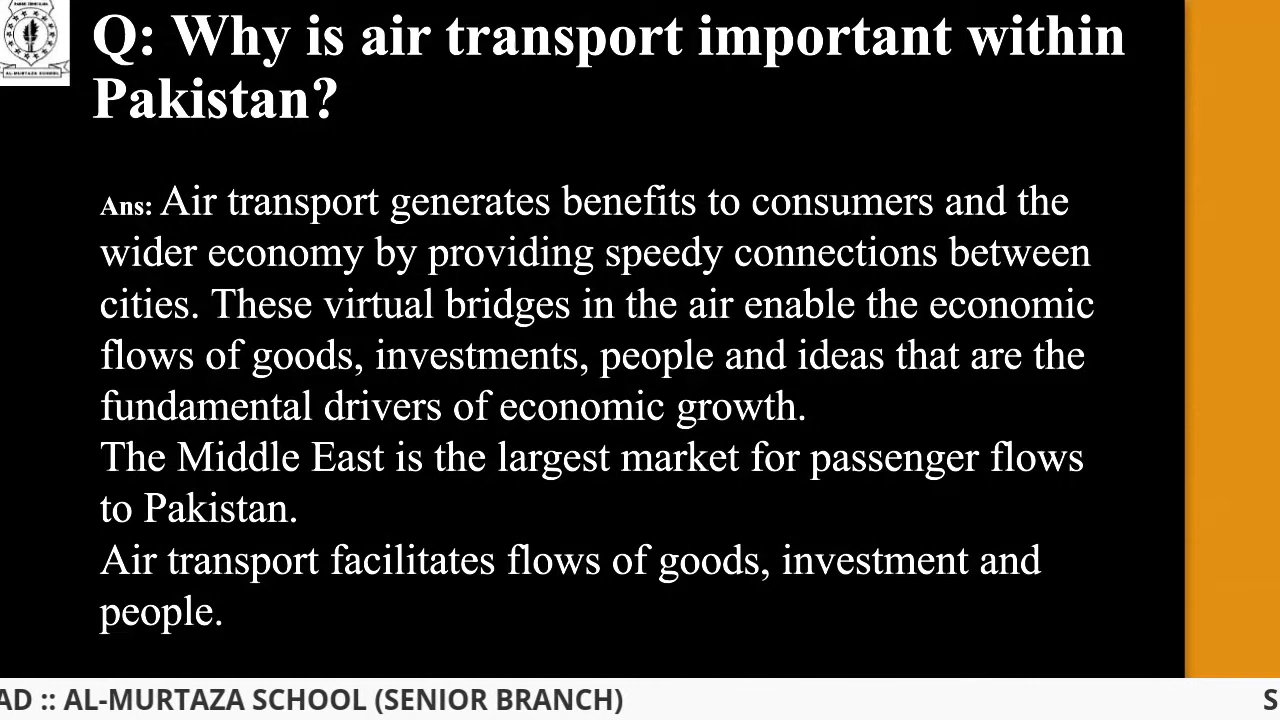 Q: Why is air transport important within
Pakistan?
Ans: Air transport generates benefits to consumers and the
wider economy by providing speedy connections between
cities. These virtual bridges in the air enable the economic
flows of goods, investments, people and ideas that are the
fundamental drivers of economic growth.
The Middle East is the largest market for passenger flows
to Pakistan.
Air transport facilitates flows of goods, investment and
people.
AL-MURTAZA SCHOOL
AD :: AL-MURTAZA SCHOOL (SENIOR BRANCH) S